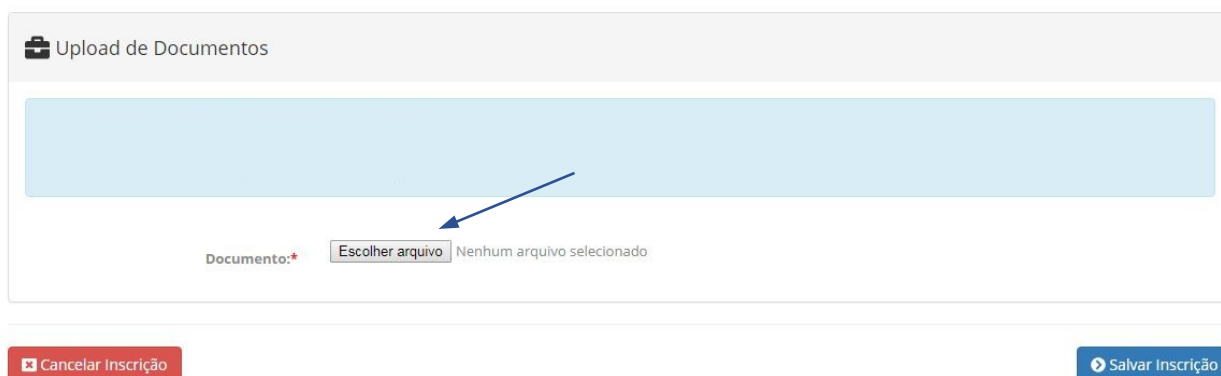 Upload de Documentos
Documento:* Escolher arquivo Nenhum arquivo selecionado
Cancelar Inscrição Salvar Inscrição